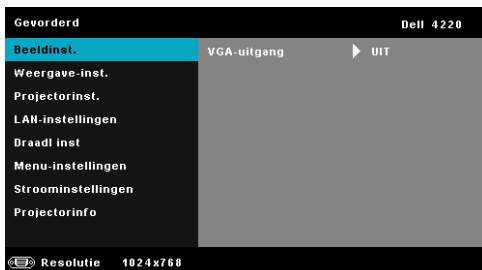 Gevorderd Dell 4220
Beeldinst. VGA-uitgang UIT
Weergave-inst.
Projectorinst.
LAN-instellingen
Draadl inst
Menu-instellingen
Stroominstellingen
Projectorinfo
Resolutie 1024x768